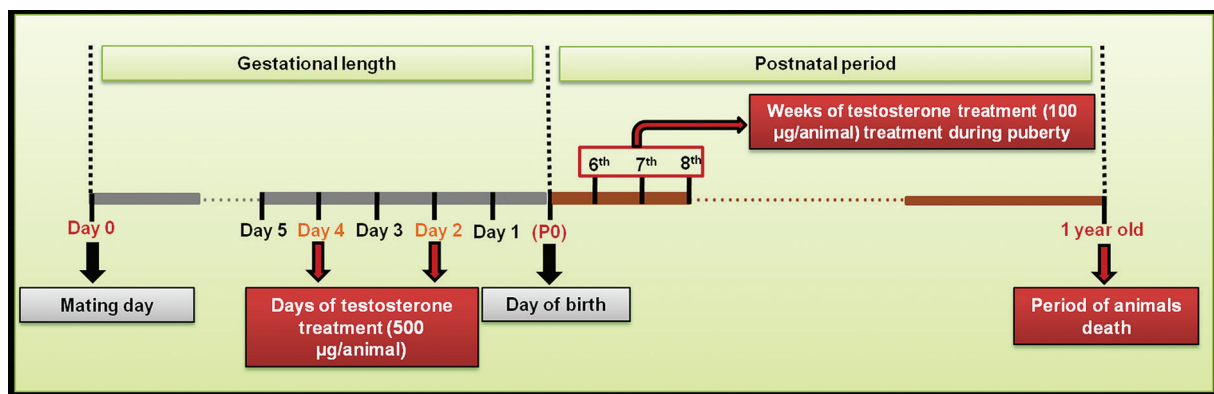 Gestational length
Postnatal period
Weeks of testosterone treatment (100
µg/animal) treatment during puberty
6th
7th
8th
Day 0
Day 5
Day 4
Day 3
Day 2
Day 1
(P0)
1 year old
Mating day
Days of testosterone
treatment (500
µg/animal)
Day of birth
Period of animals
death